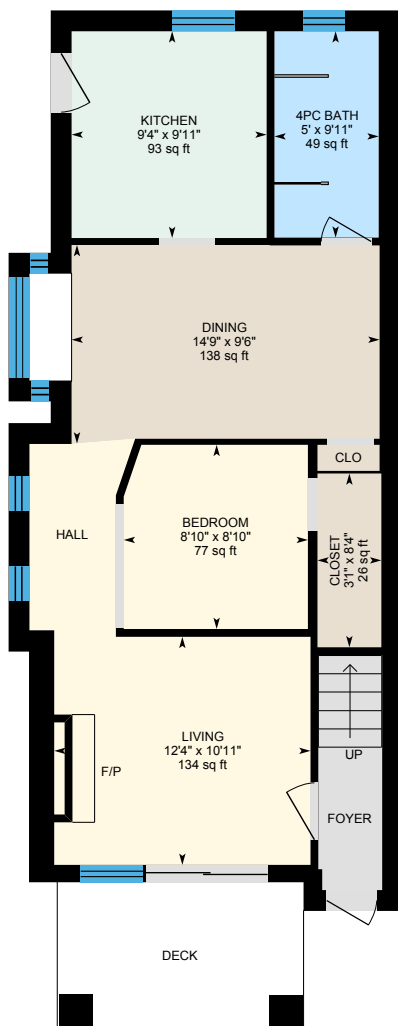 KITCHEN
9'4" x 9'11"
93 sq ft
4PC BATH
5' x 9'11"
49 sq ft
DINING
14'9" x 9'6"
138 sq ft
CLO
HALL
BEDROOM
8'10" x 8'10"
77 sq ft
CLOSET
3'1" x 8'4"
26 sq ft
LIVING
12'4" x 10'11"
134 sq ft
F/P
UP
FOYER
DECK